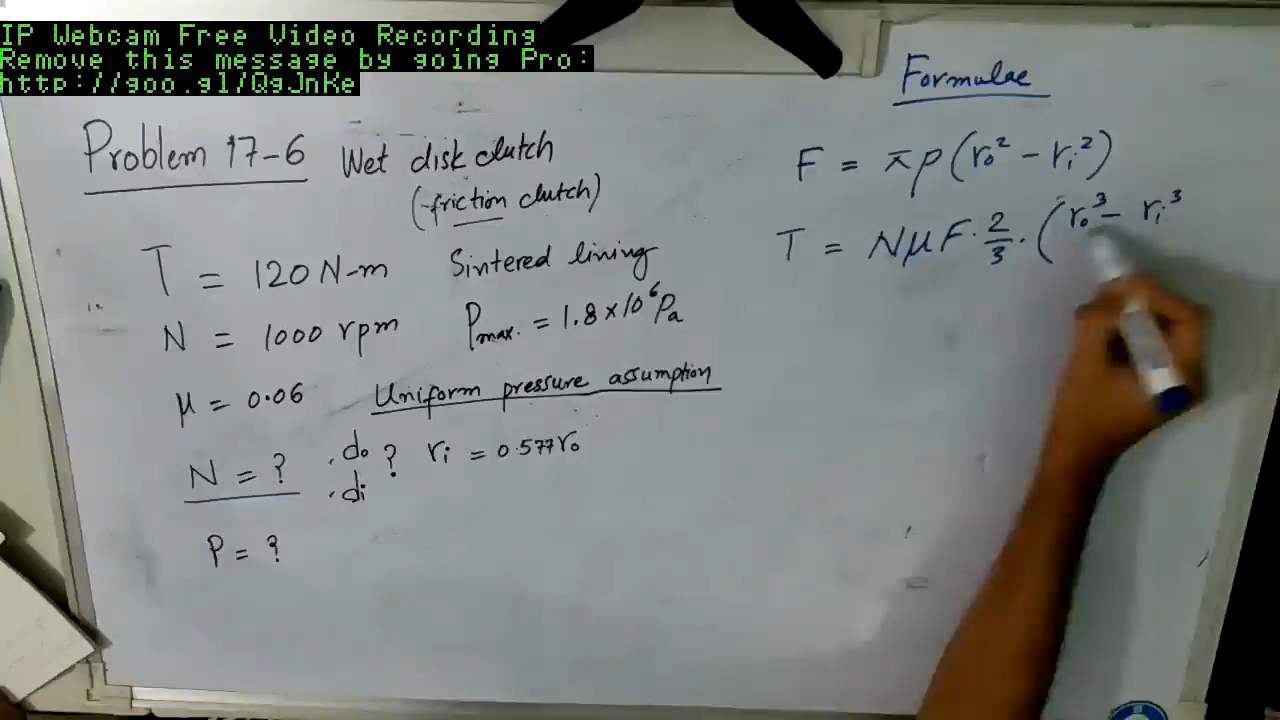 IP Webcam Free Video Recording
Remove this message by going Pro:
http://goo.gl/QgJnKe
Problem 17-6 Wet disk clutch
(friction clutch)
T = 120 N-m Sintered lining
N = 1000 rpm Pmax. = 1.8 × 10⁶ Pa
μ = 0.06 Uniform pressure assumption
N = ? . do ? ri = 0.577 ro
. di
P = ?
Formulae
F = πp (ro² - ri²)
T = NμF · 2/3 · (ro³ - ri³